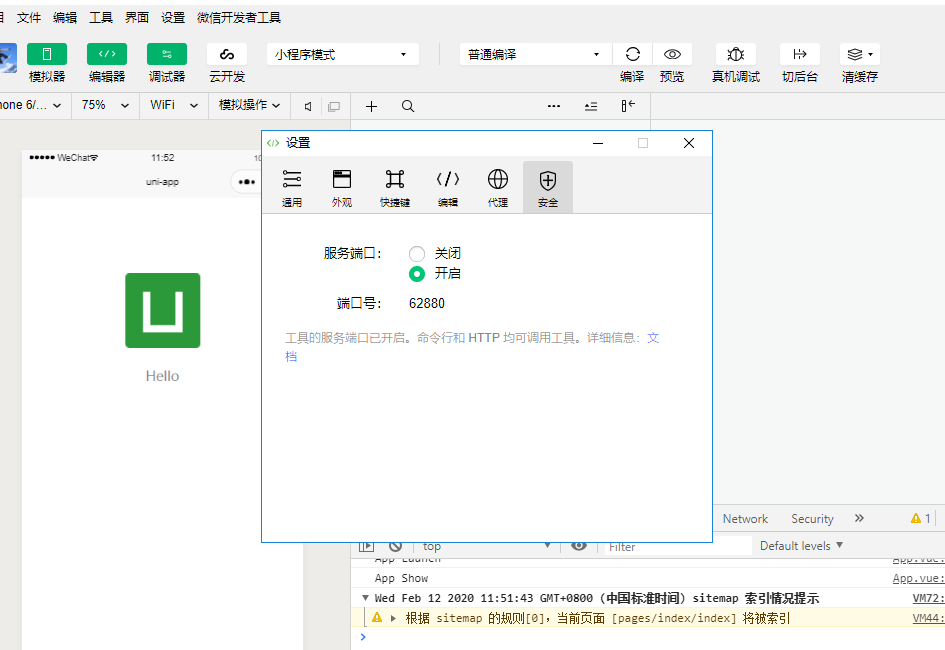 目 文件 编辑 工具 界面 设置 微信开发者工具
小程序模式 普通编译
模拟器 编辑器 调试器 云开发 编译 预览 真机调试 切后台 清缓存
hone 6/... 75% WiFi 模拟操作
WeChat 11:52 10
uni-app
Hello
设置
通用 外观 快捷键 编辑 代理 安全
服务端口： 关闭
开启
端口号： 62880
工具的服务端口已开启。命令行和 HTTP 均可调用工具。详细信息：文
档
Network Security 1
top Filter Default levels
App Launch App.vue:
App Show App.vue:
Wed Feb 12 2020 11:51:43 GMT+0800 (中国标准时间) sitemap 索引情况提示 VM72:
根据 sitemap 的规则[0]，当前页面 [pages/index/index] 将被索引 VM44: